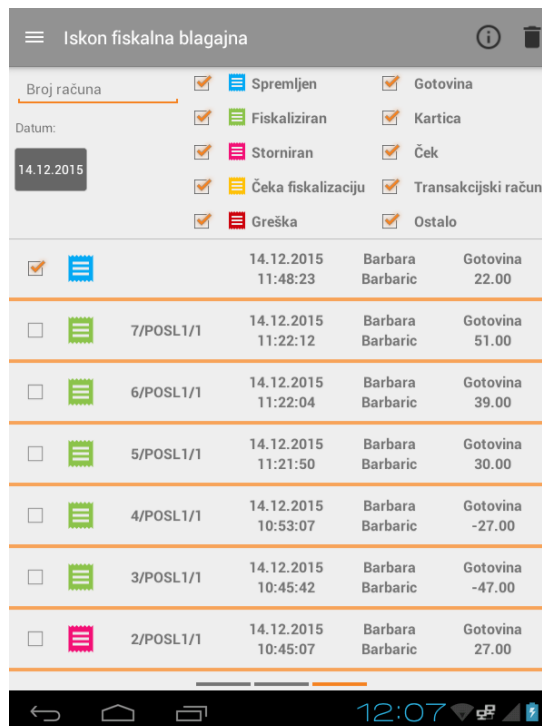 Iskon fiskalna blagajna
Broj računa
Datum:
14.12.2015
Spremljen
Fiskaliziran
Storniran
Čeka fiskalizaciju
Greška
Gotovina
Kartica
Ček
Transakcijski račun
Ostalo
14.12.2015 Barbara Gotovina
11:48:23 Barbaric 22.00
14.12.2015 Barbara Gotovina
7/POSL1/1
11:22:12 Barbaric 51.00
14.12.2015 Barbara Gotovina
6/POSL1/1
11:22:04 Barbaric 39.00
14.12.2015 Barbara Gotovina
5/POSL1/1
11:21:50 Barbaric 30.00
14.12.2015 Barbara Gotovina
4/POSL1/1
10:53:07 Barbaric -27.00
14.12.2015 Barbara Gotovina
3/POSL1/1
10:45:42 Barbaric -47.00
14.12.2015 Barbara Gotovina
2/POSL1/1
10:45:07 Barbaric 27.00
12:07